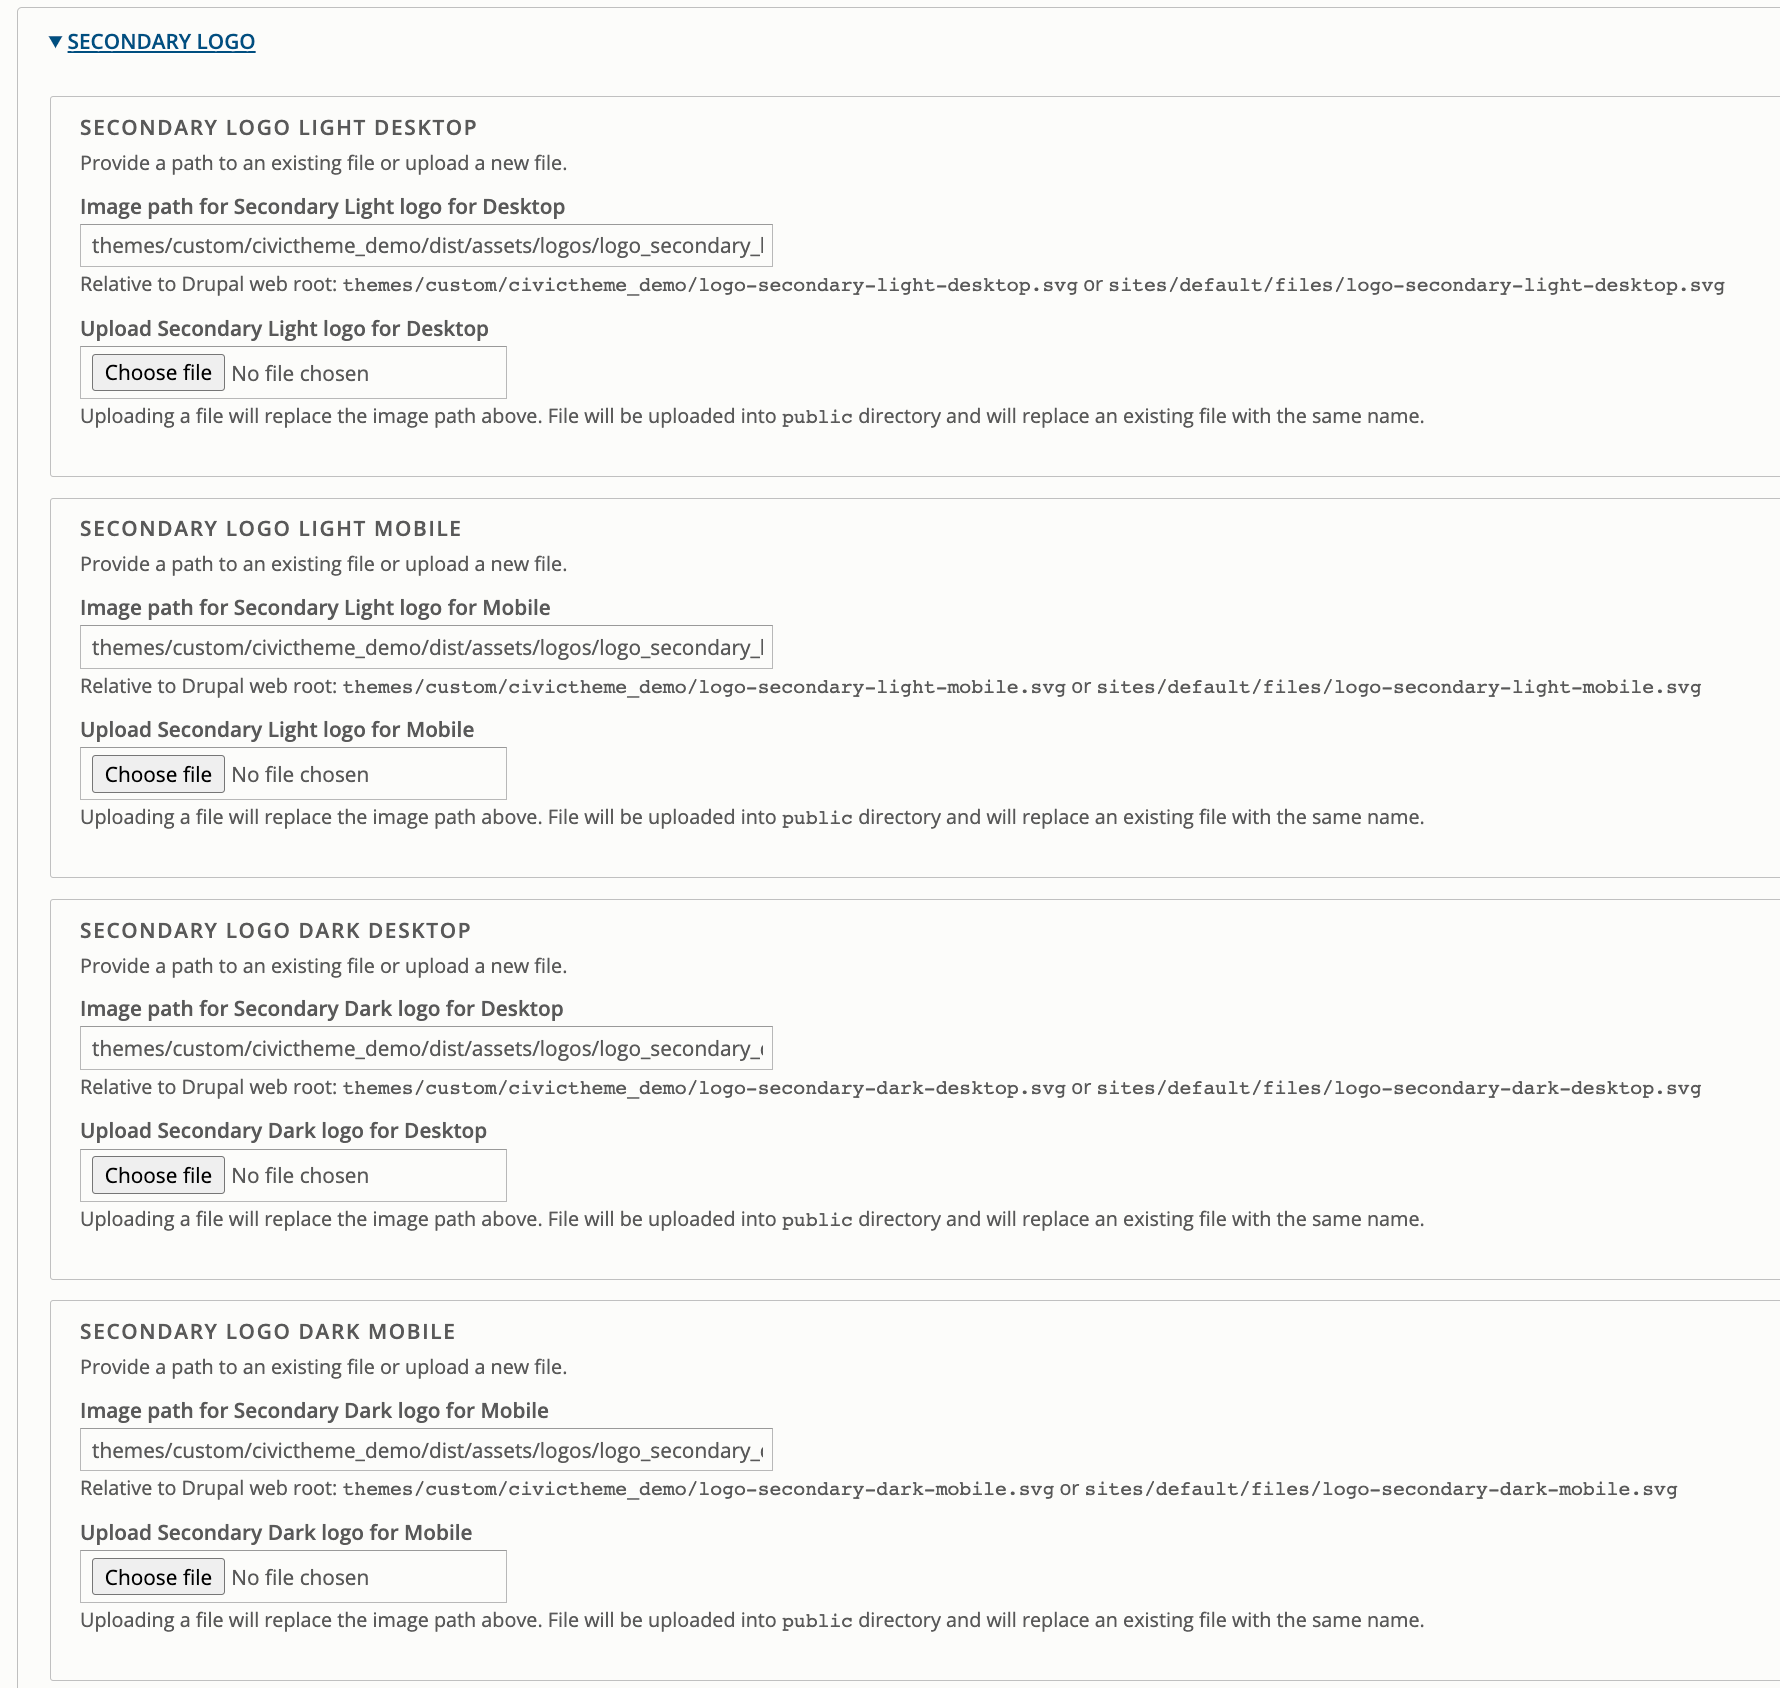 SECONDARY LOGO
SECONDARY LOGO LIGHT DESKTOP
Provide a path to an existing file or upload a new file.
Image path for Secondary Light logo for Desktop
themes/custom/civictheme_demo/dist/assets/logos/logo_secondary_l
Relative to Drupal web root: themes/custom/civictheme_demo/logo-secondary-light-desktop.svg or sites/default/files/logo-secondary-light-desktop.svg
Upload Secondary Light logo for Desktop
Choose file No file chosen
Uploading a file will replace the image path above. File will be uploaded into public directory and will replace an existing file with the same name.
SECONDARY LOGO LIGHT MOBILE
Provide a path to an existing file or upload a new file.
Image path for Secondary Light logo for Mobile
themes/custom/civictheme_demo/dist/assets/logos/logo_secondary_l
Relative to Drupal web root: themes/custom/civictheme_demo/logo-secondary-light-mobile.svg or sites/default/files/logo-secondary-light-mobile.svg
Upload Secondary Light logo for Mobile
Choose file No file chosen
Uploading a file will replace the image path above. File will be uploaded into public directory and will replace an existing file with the same name.
SECONDARY LOGO DARK DESKTOP
Provide a path to an existing file or upload a new file.
Image path for Secondary Dark logo for Desktop
themes/custom/civictheme_demo/dist/assets/logos/logo_secondary_
Relative to Drupal web root: themes/custom/civictheme_demo/logo-secondary-dark-desktop.svg or sites/default/files/logo-secondary-dark-desktop.svg
Upload Secondary Dark logo for Desktop
Choose file No file chosen
Uploading a file will replace the image path above. File will be uploaded into public directory and will replace an existing file with the same name.
SECONDARY LOGO DARK MOBILE
Provide a path to an existing file or upload a new file.
Image path for Secondary Dark logo for Mobile
themes/custom/civictheme_demo/dist/assets/logos/logo_secondary_
Relative to Drupal web root: themes/custom/civictheme_demo/logo-secondary-dark-mobile.svg or sites/default/files/logo-secondary-dark-mobile.svg
Upload Secondary Dark logo for Mobile
Choose file No file chosen
Uploading a file will replace the image path above. File will be uploaded into public directory and will replace an existing file with the same name.